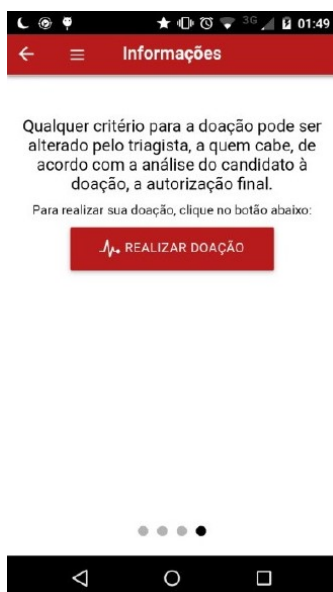 3G 01:49
Informações
Qualquer critério para a doação pode ser
alterado pelo triagista, a quem cabe, de
acordo com a análise do candidato à
doação, a autorização final.
Para realizar sua doação, clique no botão abaixo:
REALIZAR DOAÇÃO